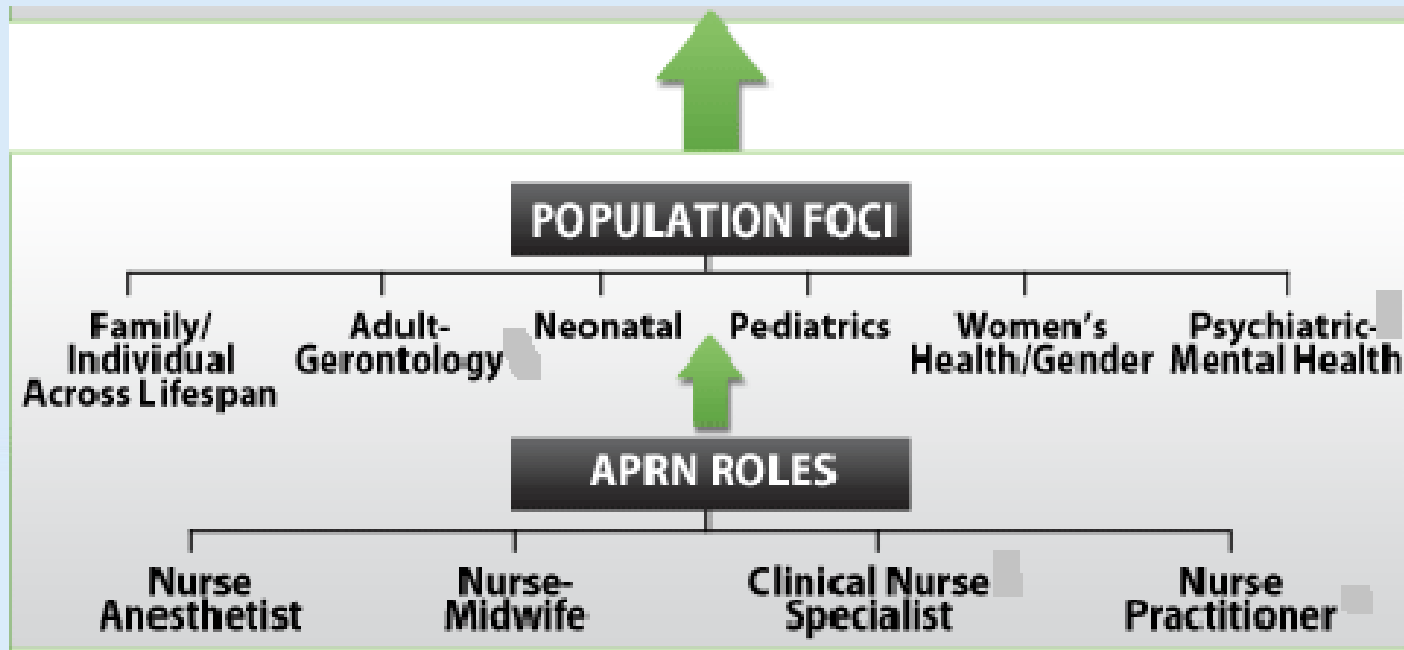 POPULATION FOCI
Family/
Individual
Across Lifespan
Adult-
Gerontology
Neonatal
Pediatrics
Women's
Health/Gender
Psychiatric-
Mental Health
APRN ROLES
Nurse
Anesthetist
Nurse-
Midwife
Clinical Nurse
Specialist
Nurse
Practitioner